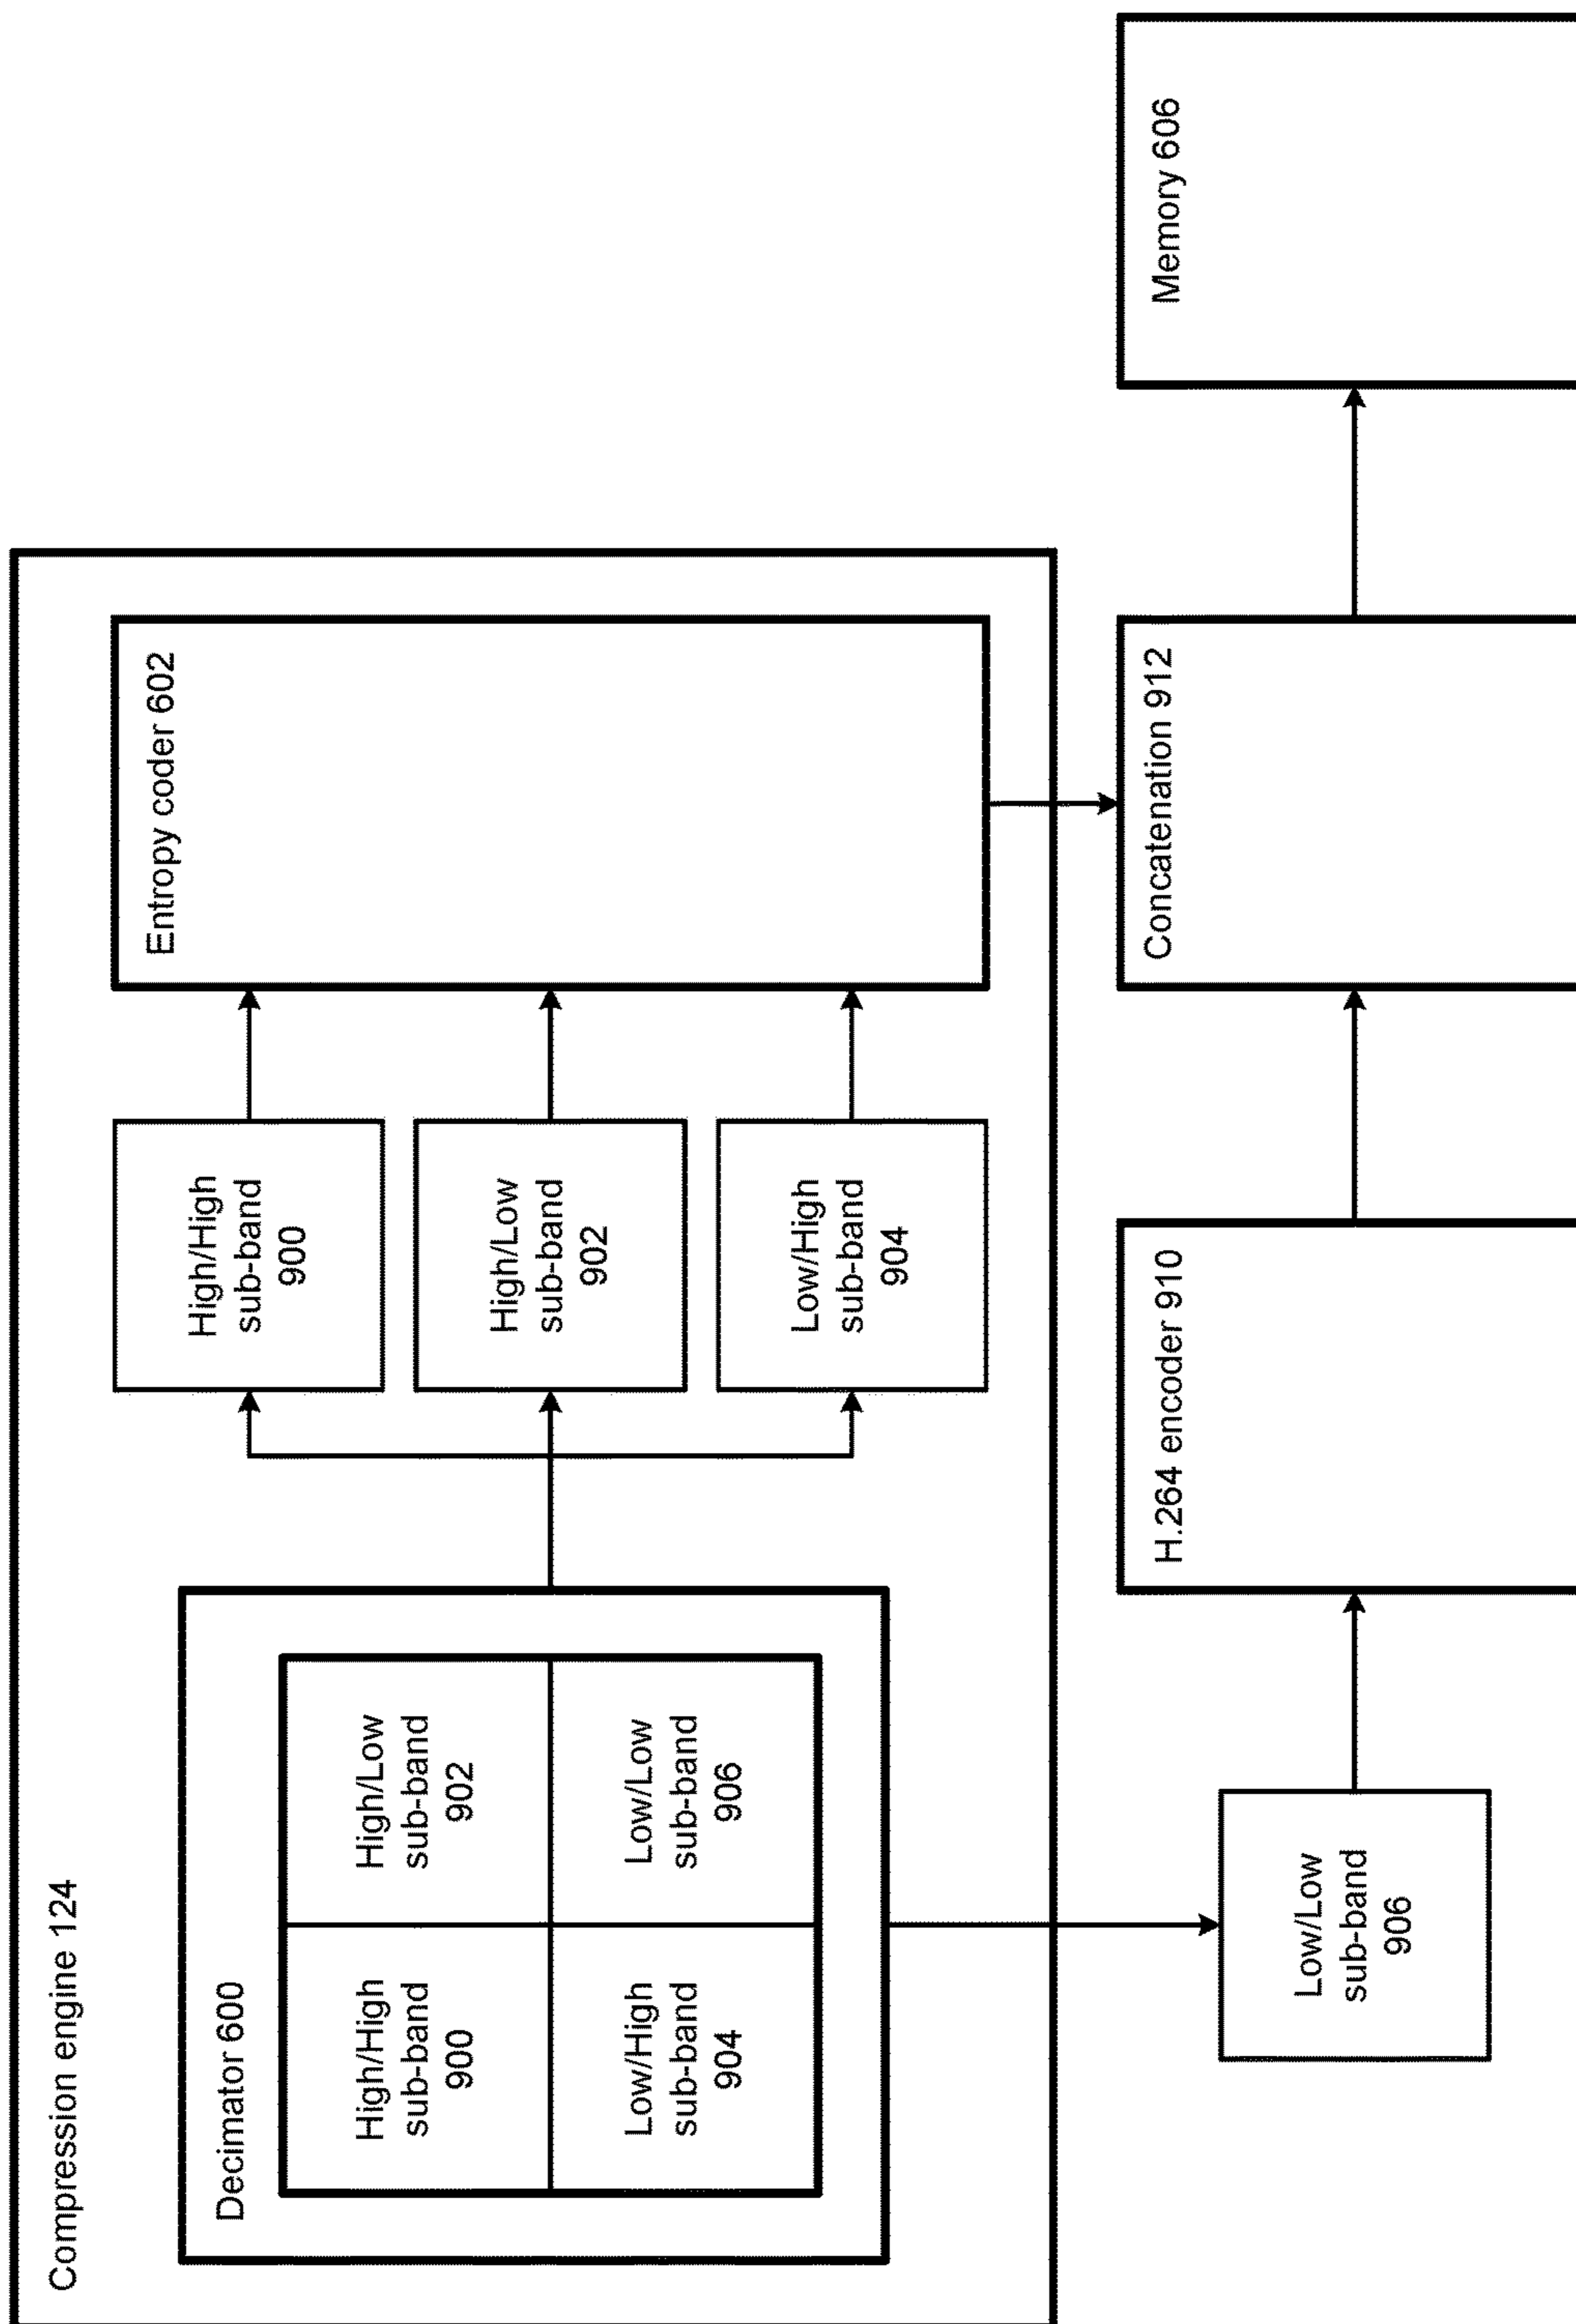 Compression engine 124
Decimator 600
High/High
sub-band
900
High/Low
sub-band
902
Low/High
sub-band
904
Low/Low
sub-band
906
High/High
sub-band
900
High/Low
sub-band
902
Low/High
sub-band
904
Entropy coder 602
Low/Low
sub-band
906
H.264 encoder 910
Concatenation 912
Memory 606